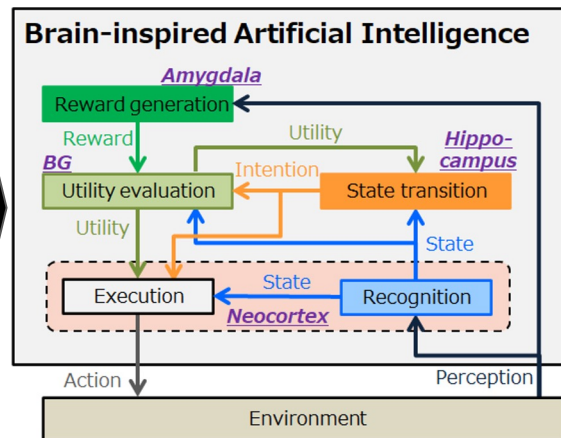 Brain-inspired Artificial Intelligence
Amygdala
Reward generation
Reward
Utility
Hippo-
campus
BG
Intention
Utility evaluation
State transition
Utility
State
Execution
State
Recognition
Neocortex
Action
Perception
Environment